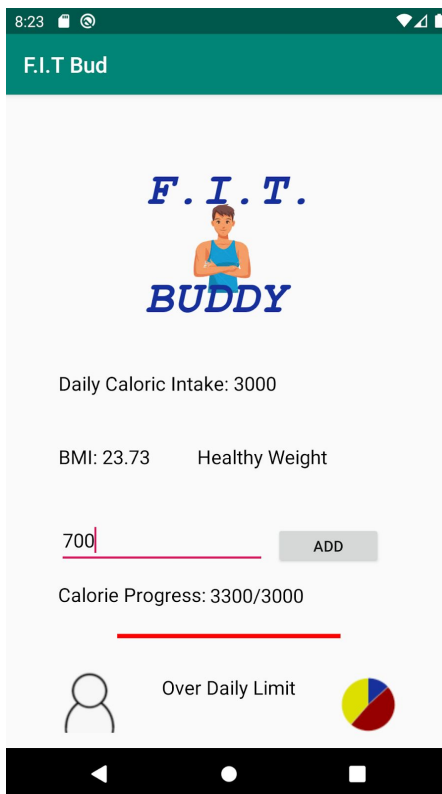 8:23
F.I.T Bud
F.I.T.
BUDDY
Daily Caloric Intake: 3000
BMI: 23.73 Healthy Weight
700 ADD
Calorie Progress: 3300/3000
Over Daily Limit